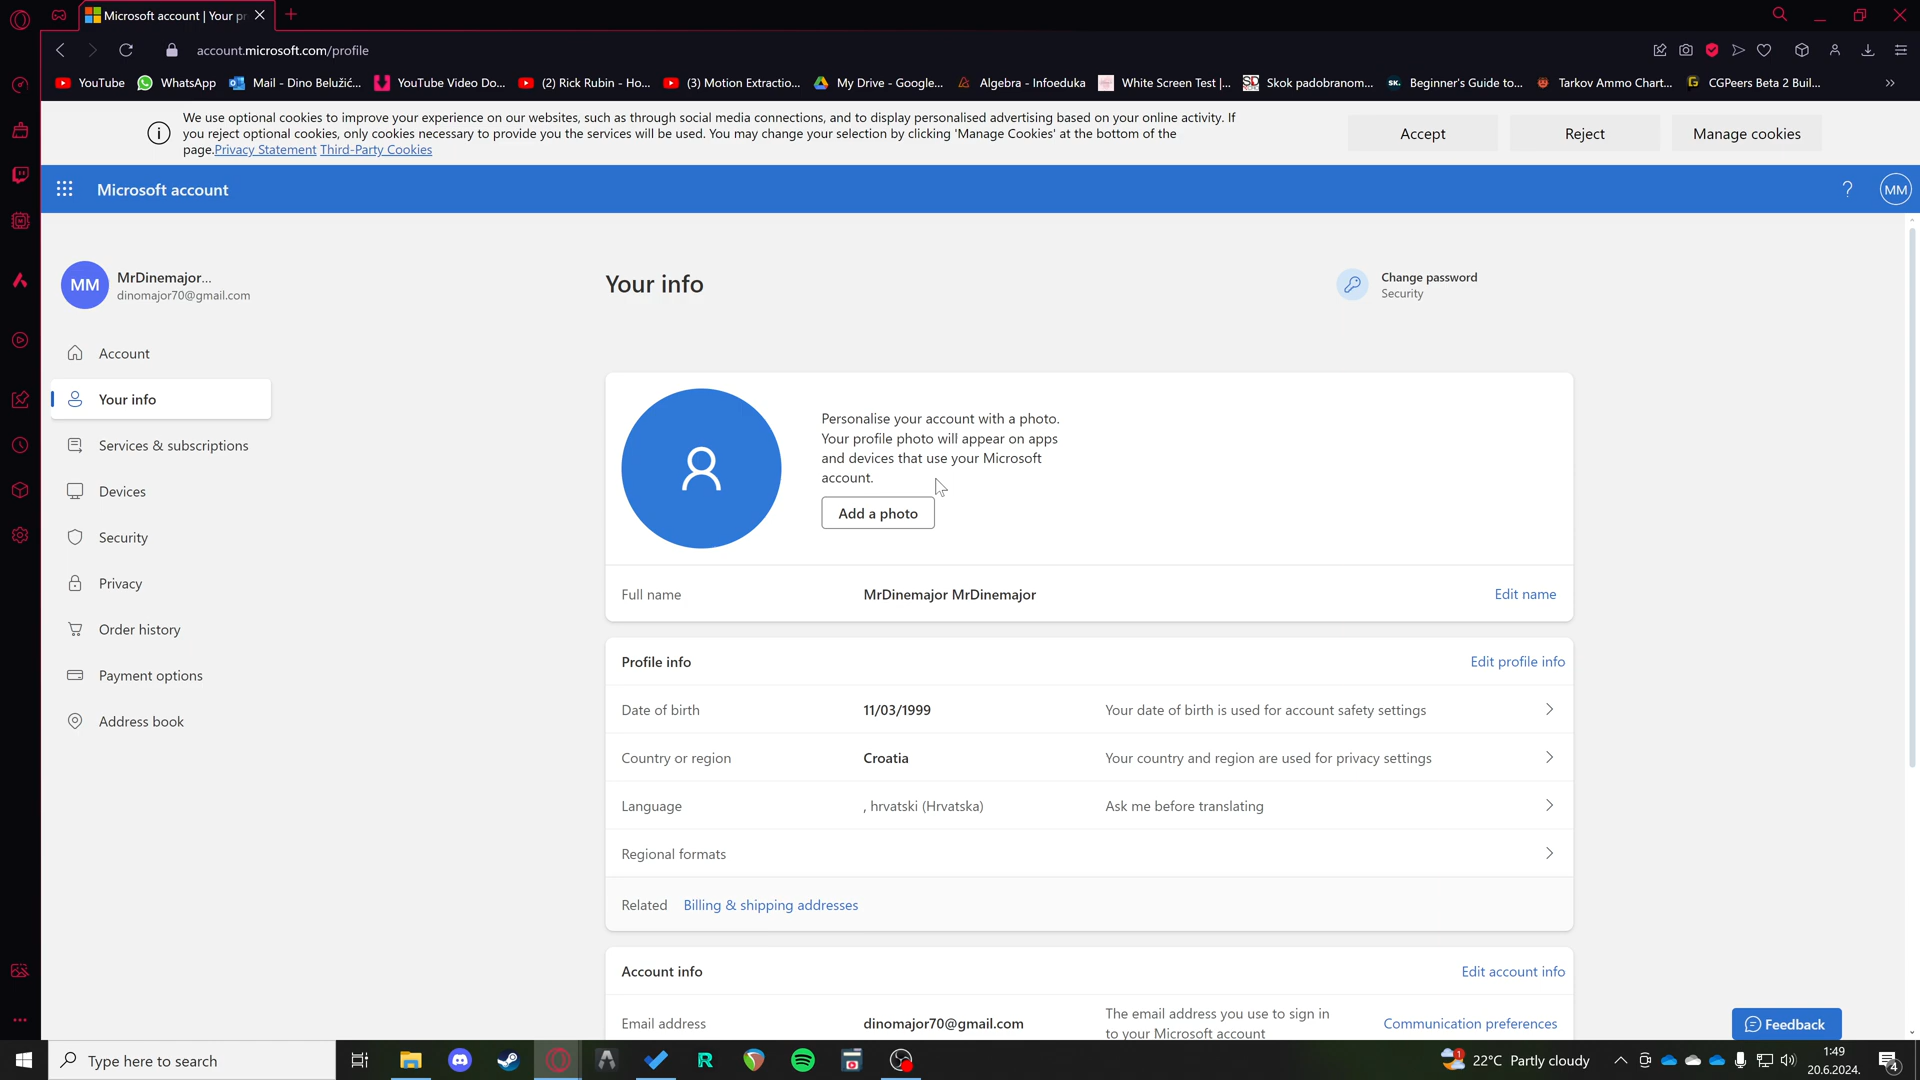 Microsoft account | Your pr
account.microsoft.com/profile
YouTube WhatsApp Mail - Dino Belužić... YouTube Video Do... (2) Rick Rubin - Ho... (3) Motion Extractio... My Drive - Google... Algebra - Infoeduka White Screen Test |... Skok padobranom... Beginner's Guide to... Tarkov Ammo Chart... CGPeers Beta 2 Buil... »
We use optional cookies to improve your experience on our websites, such as through social media connections, and to display personalised advertising based on your online activity. If
you reject optional cookies, only cookies necessary to provide you the services will be used. You may change your selection by clicking 'Manage Cookies' at the bottom of the
page.Privacy Statement Third-Party Cookies
Accept Reject Manage cookies
Microsoft account ? MM
MM
MrDinemajor...
dinomajor70@gmail.com
Account
Your info
Services & subscriptions
Devices
Security
Privacy
Order history
Payment options
Address book
Your info
Change password
Security
Personalise your account with a photo.
Your profile photo will appear on apps
and devices that use your Microsoft
account.
Add a photo
Full name MrDinemajor MrDinemajor Edit name
Profile info Edit profile info
Date of birth 11/03/1999 Your date of birth is used for account safety settings
Country or region Croatia Your country and region are used for privacy settings
Language , hrvatski (Hrvatska) Ask me before translating
Regional formats
Related Billing & shipping addresses
Account info Edit account info
Email address dinomajor70@gmail.com The email address you use to sign in
to your Microsoft account
Communication preferences
Feedback
Type here to search
22°C Partly cloudy
1:49
20.6.2024.
4